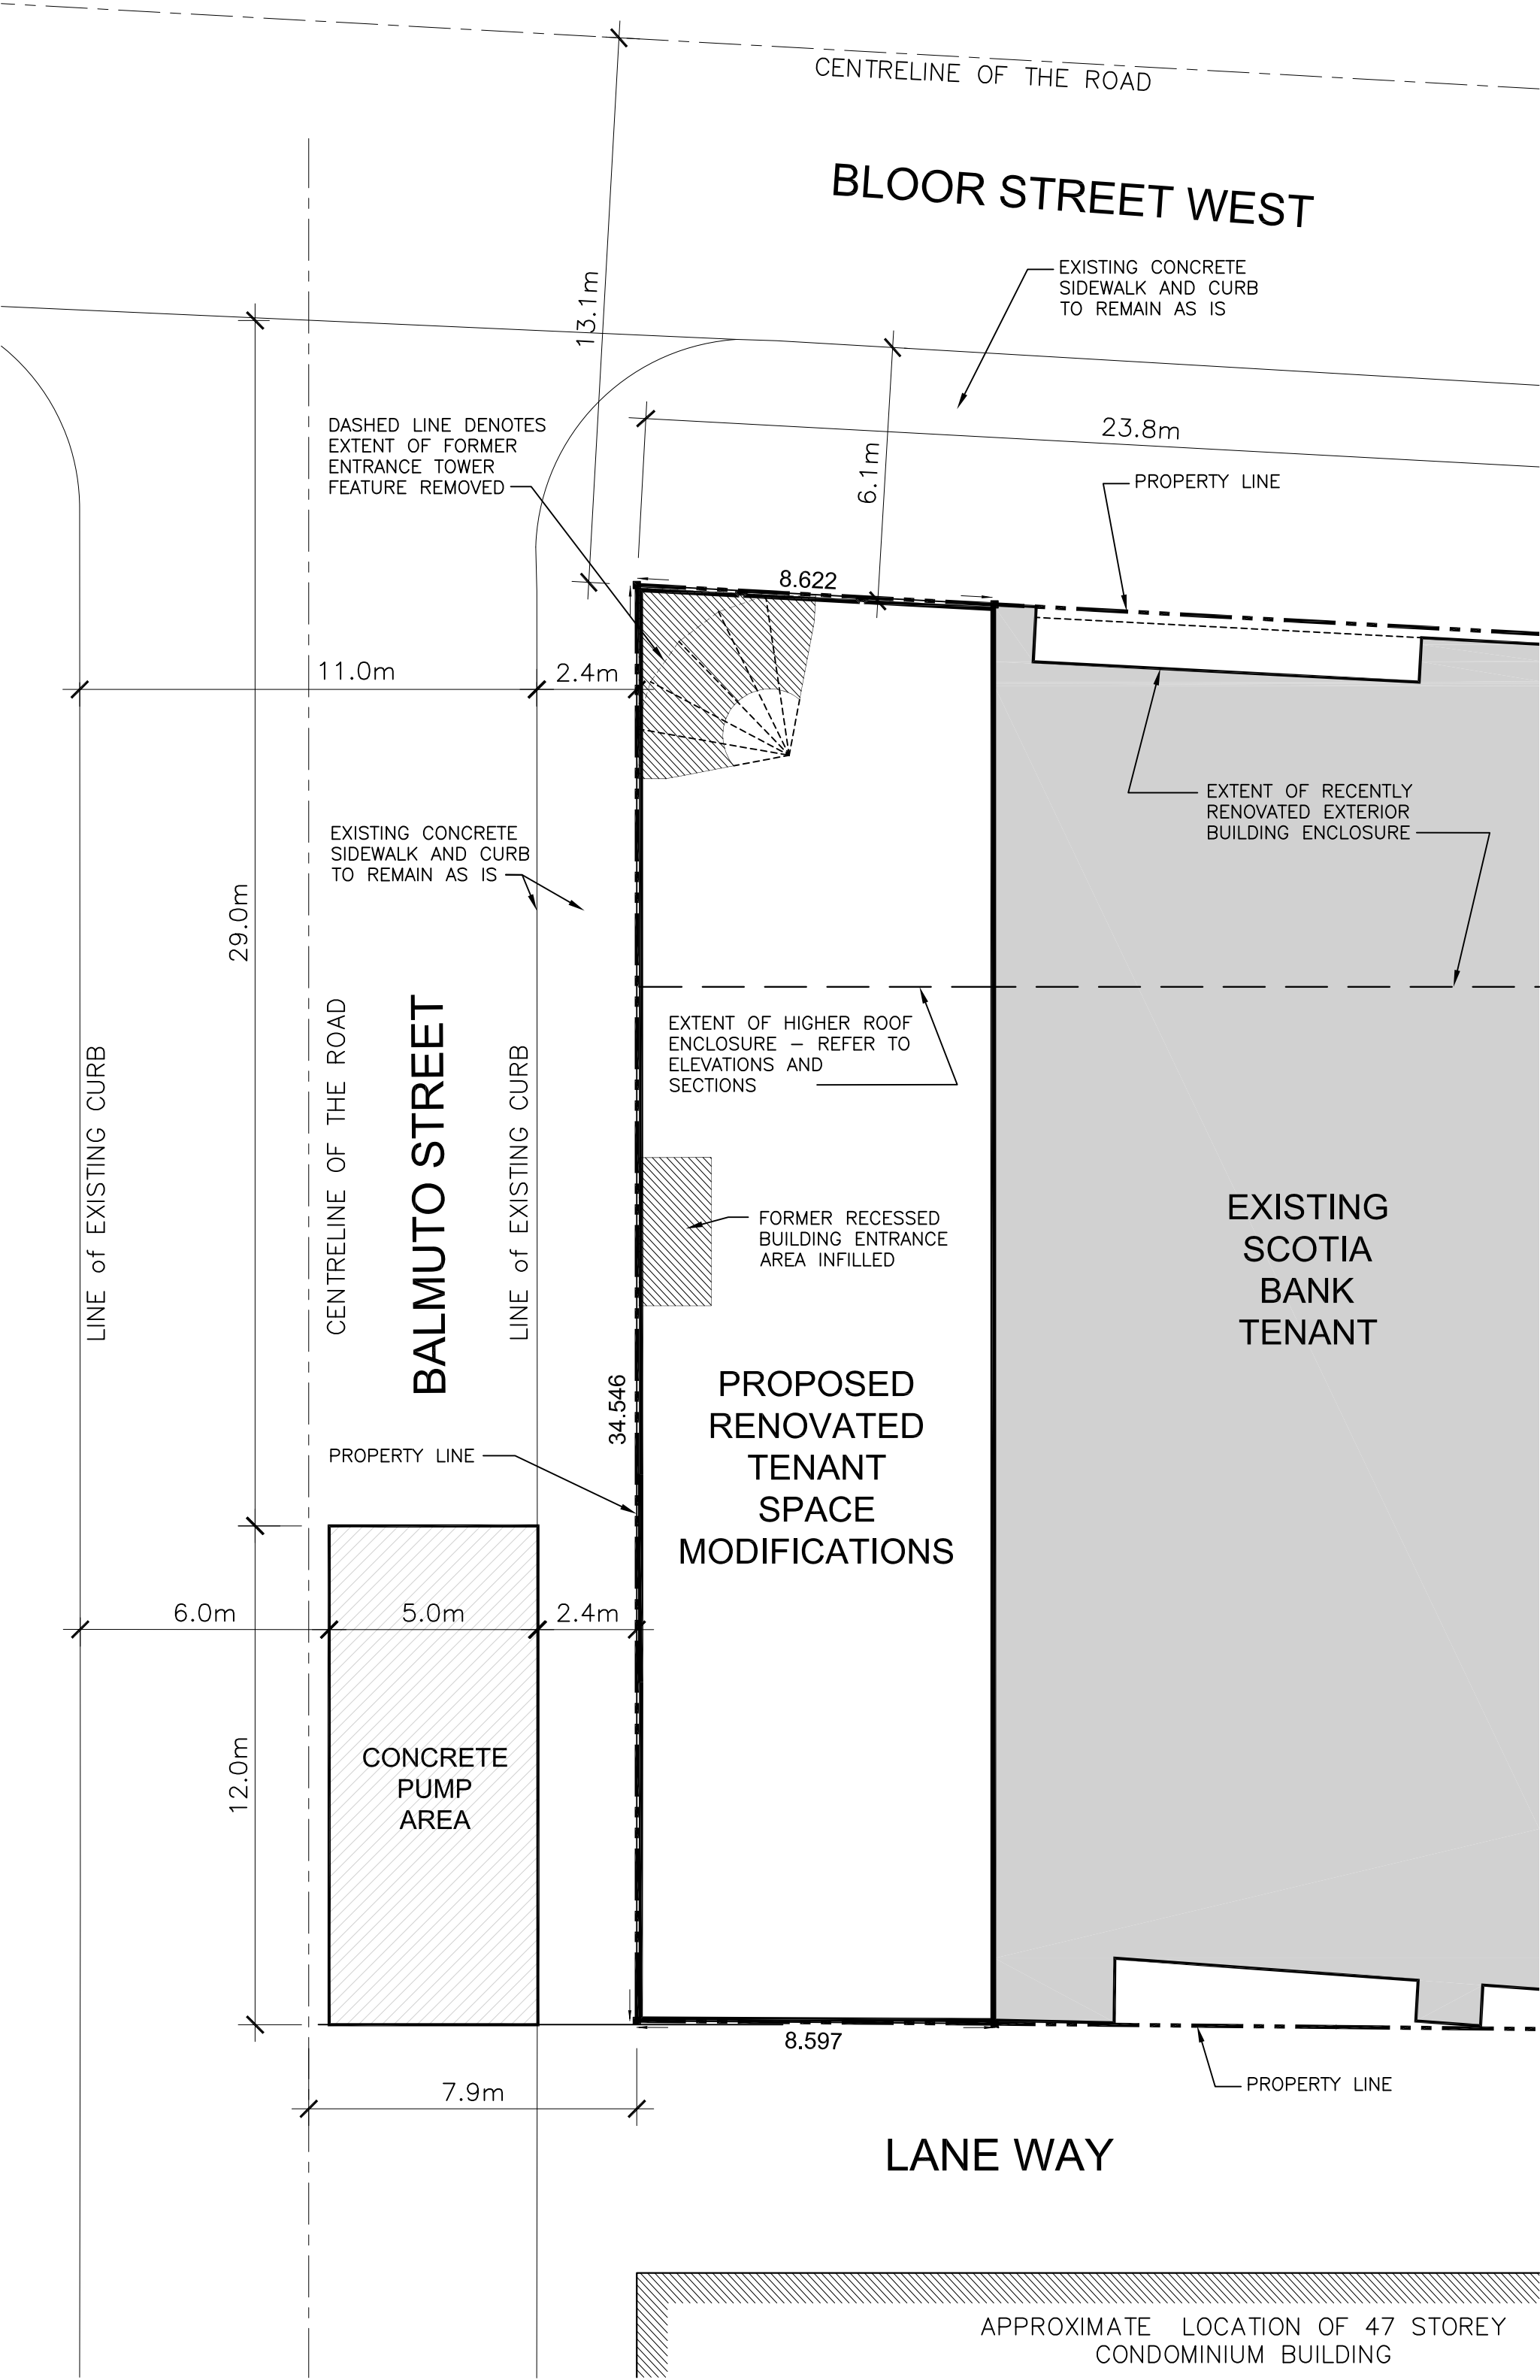 CENTRELINE OF THE ROAD
BLOOR STREET WEST
EXISTING CONCRETE
SIDEWALK AND CURB
TO REMAIN AS IS
13.1m
DASHED LINE DENOTES
EXTENT OF FORMER
ENTRANCE TOWER
FEATURE REMOVED
23.8m
6.1m
PROPERTY LINE
8.622
11.0m
2.4m
EXTENT OF RECENTLY
RENOVATED EXTERIOR
BUILDING ENCLOSURE
EXISTING CONCRETE
SIDEWALK AND CURB
TO REMAIN AS IS
29.0m
EXTENT OF HIGHER ROOF
ENCLOSURE – REFER TO
ELEVATIONS AND
SECTIONS
LINE of EXISTING CURB
CENTRELINE OF THE ROAD
BALMUTO STREET
LINE of EXISTING CURB
FORMER RECESSED
BUILDING ENTRANCE
AREA INFILLED
EXISTING
SCOTIA
BANK
TENANT
34.546
PROPOSED
RENOVATED
TENANT
SPACE
MODIFICATIONS
PROPERTY LINE
6.0m
5.0m
2.4m
12.0m
CONCRETE
PUMP
AREA
8.597
7.9m
PROPERTY LINE
LANE WAY
APPROXIMATE LOCATION OF 47 STOREY
CONDOMINIUM BUILDING